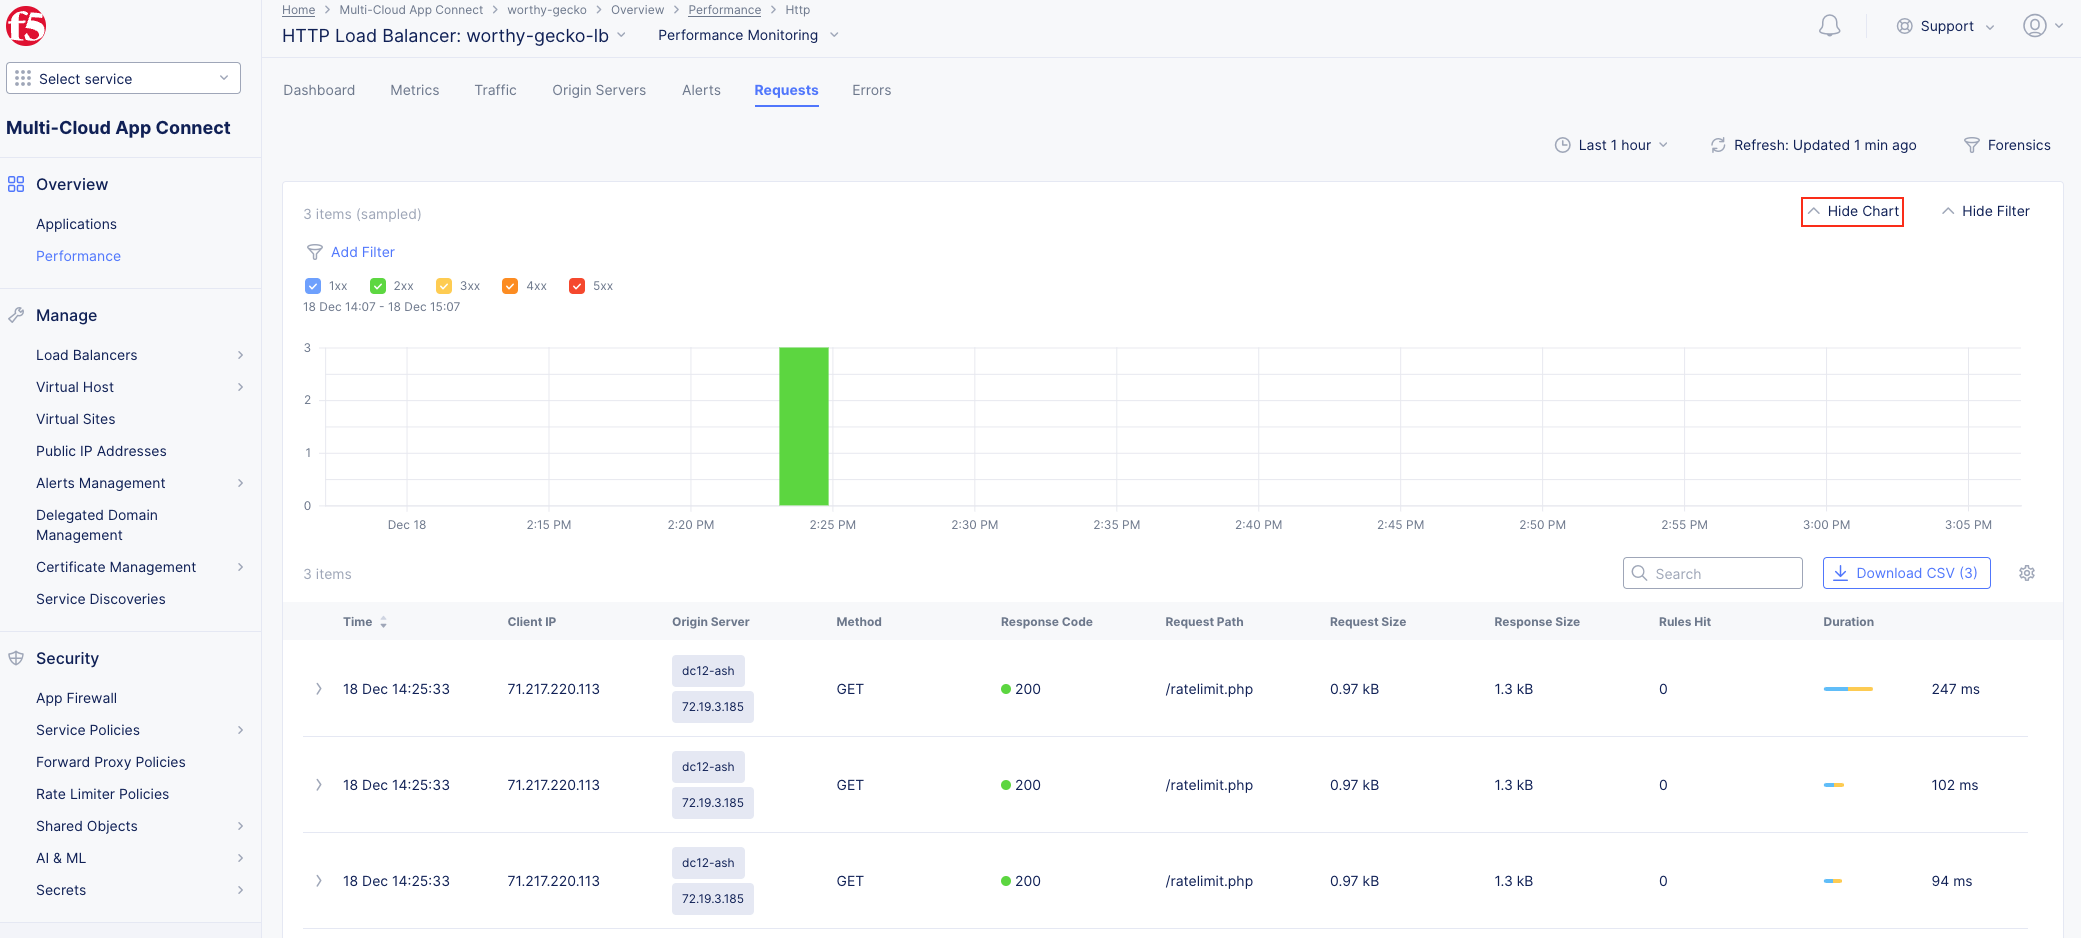 f5
Home > Multi-Cloud App Connect > worthy-gecko > Overview > Performance > Http
HTTP Load Balancer: worthy-gecko-lb
Performance Monitoring
Support
Select service
Multi-Cloud App Connect
Overview
Applications
Performance
Manage
Load Balancers
Virtual Host
Virtual Sites
Public IP Addresses
Alerts Management
Delegated Domain
Management
Certificate Management
Service Discoveries
Security
App Firewall
Service Policies
Forward Proxy Policies
Rate Limiter Policies
Shared Objects
AI & ML
Secrets
Dashboard Metrics Traffic Origin Servers Alerts Requests Errors
Last 1 hour Refresh: Updated 1 min ago Forensics
3 items (sampled)
Hide Chart Hide Filter
Add Filter
1xx 2xx 3xx 4xx 5xx
18 Dec 14:07 - 18 Dec 15:07
3
2
1
0
Dec 18 2:15 PM 2:20 PM 2:25 PM 2:30 PM 2:35 PM 2:40 PM 2:45 PM 2:50 PM 2:55 PM 3:00 PM 3:05 PM
3 items
Search
Download CSV (3)
Time Client IP Origin Server Method Response Code Request Path Request Size Response Size Rules Hit Duration
dc12-ash
18 Dec 14:25:33 71.217.220.113 GET 200 /ratelimit.php 0.97 kB 1.3 kB 0 247 ms
72.19.3.185
dc12-ash
18 Dec 14:25:33 71.217.220.113 GET 200 /ratelimit.php 0.97 kB 1.3 kB 0 102 ms
72.19.3.185
dc12-ash
18 Dec 14:25:33 71.217.220.113 GET 200 /ratelimit.php 0.97 kB 1.3 kB 0 94 ms
72.19.3.185